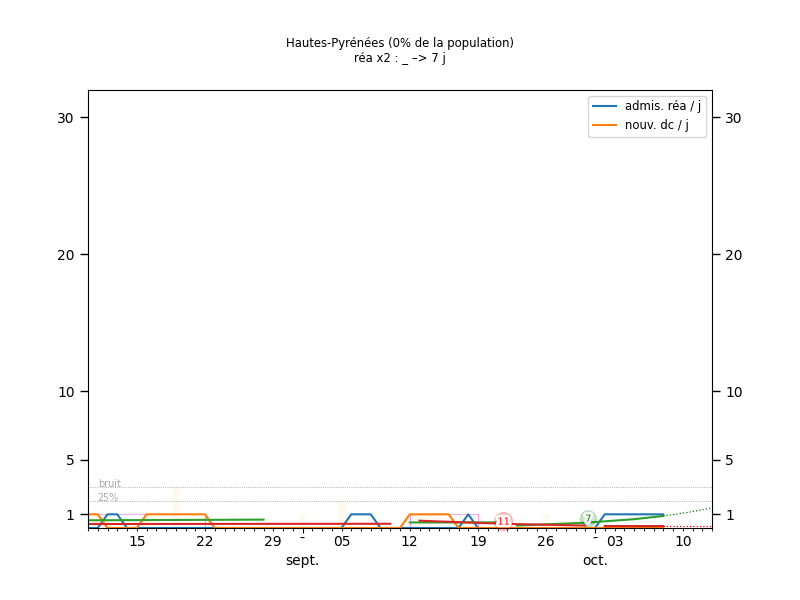 Hautes-Pyrénées (0% de la population)
réa x2 : _ –> 7 j
admis. réa / j
nouv. dc / j
30 30
20 20
10 10
5 5
bruit
25%
1 11 7 1
15 22 29 - 05 12 19 26 - 03 10
sept. oct.